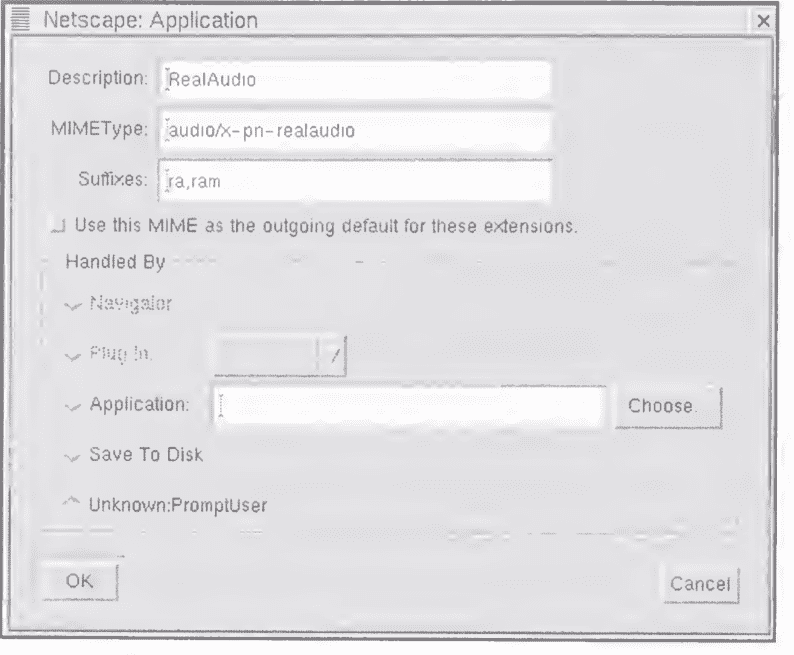 Netscape: Application
Description: RealAudio
MIMEType: audio/x-pn-realaudio
Suffixes: ra,ram
Use this MIME as the outgoing default for these extensions.
Handled By
Navigator
Plug In:
Application: Choose...
Save To Disk
Unknown:PromptUser
OK Cancel